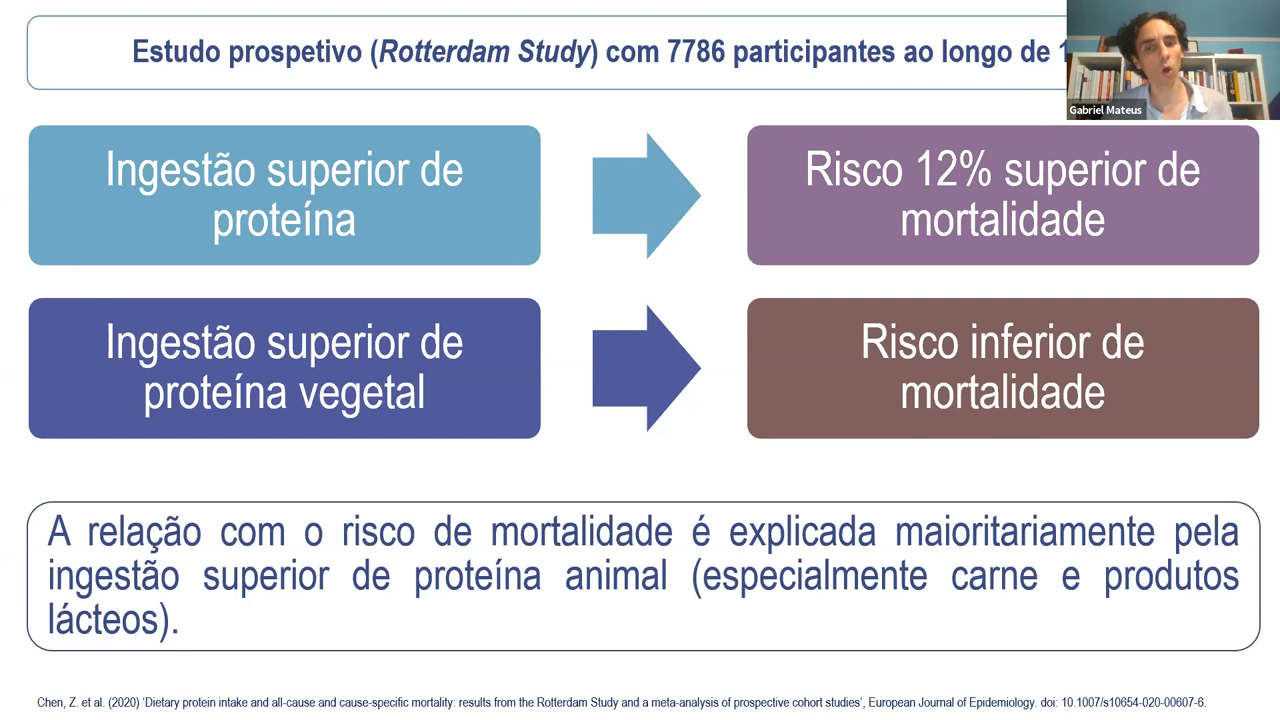 Estudo prospetivo (Rotterdam Study) com 7786 participantes ao longo de
Gabriel Mateus
Ingestão superior de
proteína
Risco 12% superior de
mortalidade
Ingestão superior de
proteína vegetal
Risco inferior de
mortalidade
A relação com o risco de mortalidade é explicada maioritariamente pela
ingestão superior de proteína animal (especialmente carne e produtos
lácteos).
Chen, Z. et al. (2020) ‘Dietary protein intake and all-cause and cause-specific mortality: results from the Rotterdam Study and a meta-analysis of prospective cohort studies’, European Journal of Epidemiology. doi: 10.1007/s10654-020-00607-6.